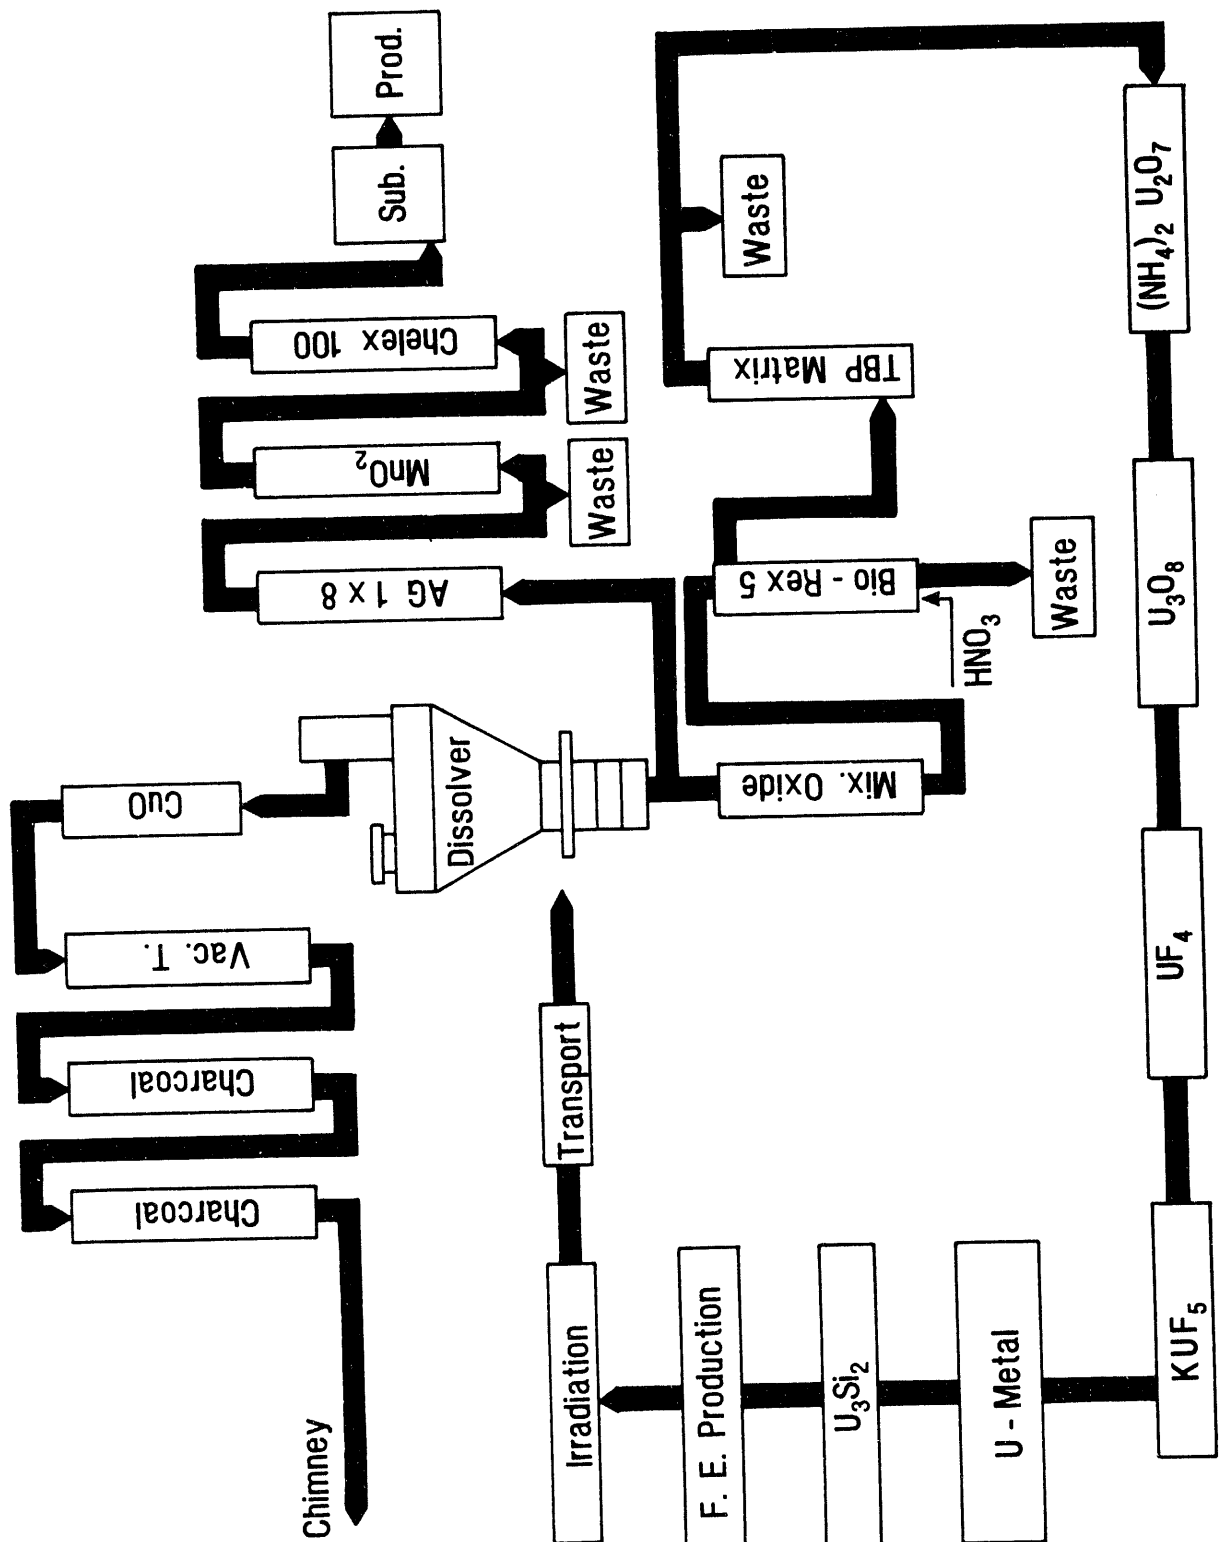 Chimney
Charcoal
Charcoal
Vac. T.
CuO
Dissolver
AG 1 x 8
MnO₂
Chelex 100
Sub.
Prod.
Waste
Waste
Irradiation
Transport
F. E. Production
U₃Si₂
U - Metal
Mix. Oxide
HNO₃
Bio - Rex 5
Waste
TBP Matrix
Waste
KUF₅
UF₄
U₃O₈
(NH₄)₂ U₂O₇